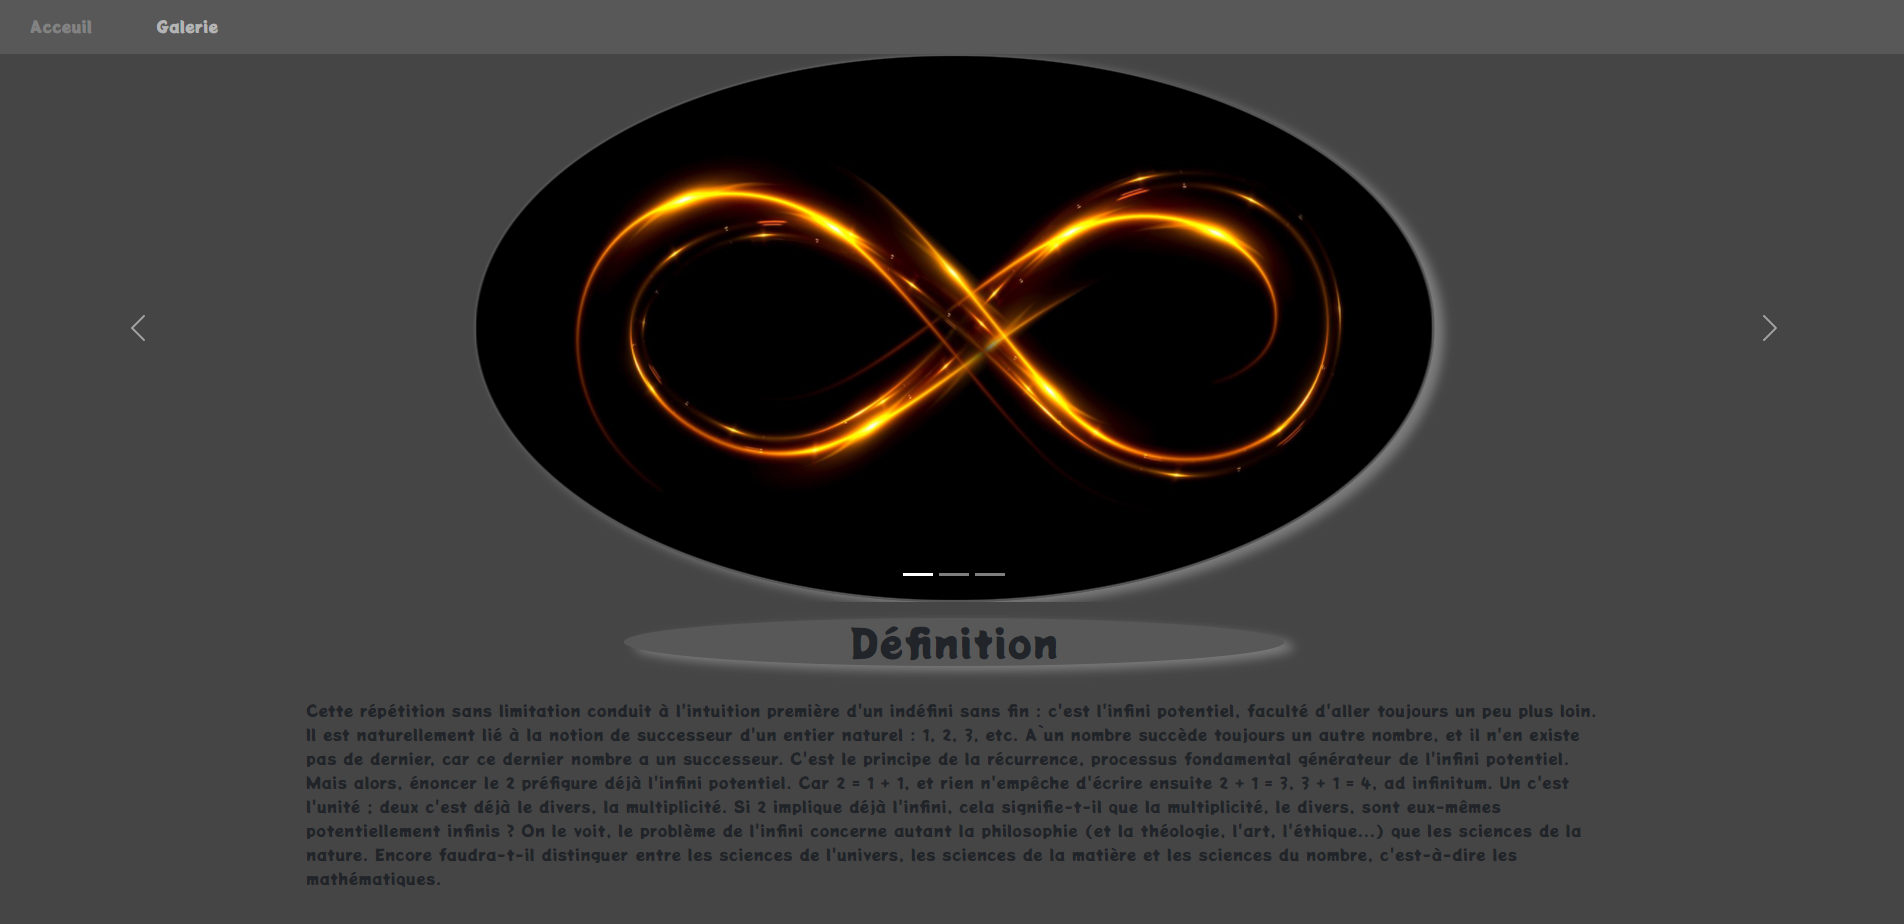 Acceuil Galerie
Définition
Cette répétition sans limitation conduit à l'intuition première d'un indéfini sans fin : c'est l'infini potentiel, faculté d'aller toujours un peu plus loin.
Il est naturellement lié à la notion de successeur d'un entier naturel : 1, 2, 3, etc. A`un nombre succède toujours un autre nombre, et il n'en existe
pas de dernier, car ce dernier nombre a un successeur. C'est le principe de la récurrence, processus fondamental générateur de l'infini potentiel.
Mais alors, énoncer le 2 préfigure déjà l'infini potentiel. Car 2 = 1 + 1, et rien n'empêche d'écrire ensuite 2 + 1 = 3, 3 + 1 = 4, ad infinitum. Un c'est
l'unité ; deux c'est déjà le divers, la multiplicité. Si 2 implique déjà l'infini, cela signifie-t-il que la multiplicité, le divers, sont eux-mêmes
potentiellement infinis ? On le voit, le problème de l'infini concerne autant la philosophie (et la théologie, l'art, l'éthique...) que les sciences de la
nature. Encore faudra-t-il distinguer entre les sciences de l'univers, les sciences de la matière et les sciences du nombre, c'est-à-dire les
mathématiques.